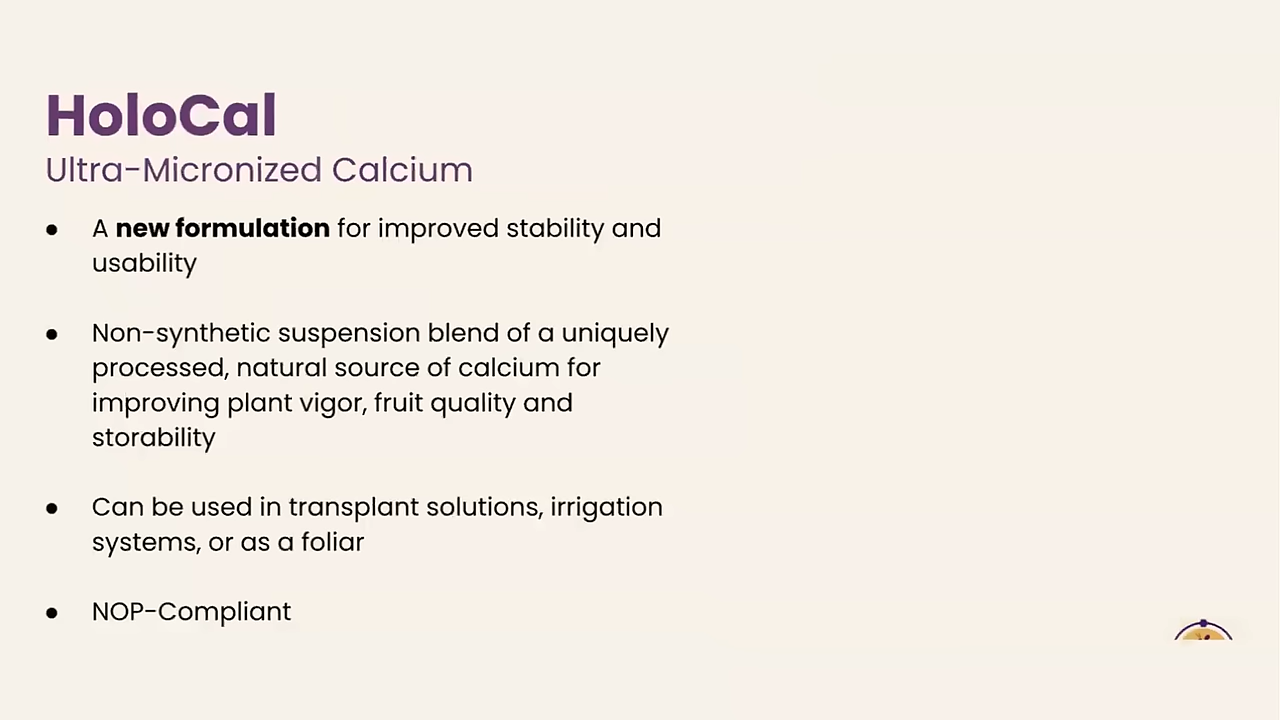 HoloCal
Ultra-Micronized Calcium
● A new formulation for improved stability and
usability
● Non-synthetic suspension blend of a uniquely
processed, natural source of calcium for
improving plant vigor, fruit quality and
storability
● Can be used in transplant solutions, irrigation
systems, or as a foliar
● NOP-Compliant